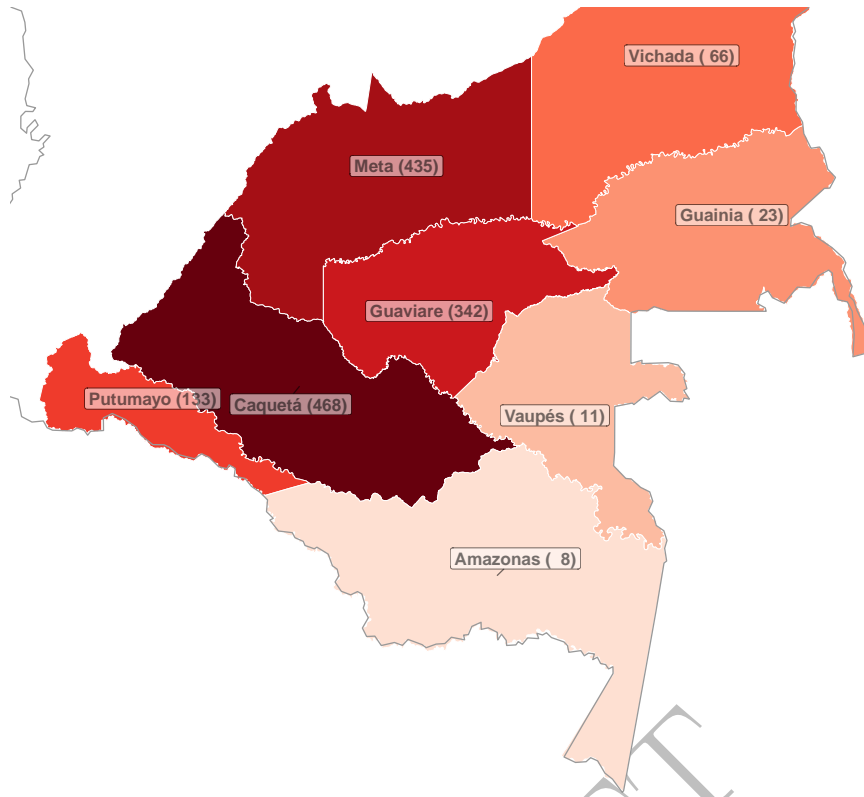 Vichada ( 66)
Meta (435)
Guainia ( 23)
Guaviare (342)
Putumayo (133)
Caquetá (468)
Vaupés ( 11)
Amazonas (  8)